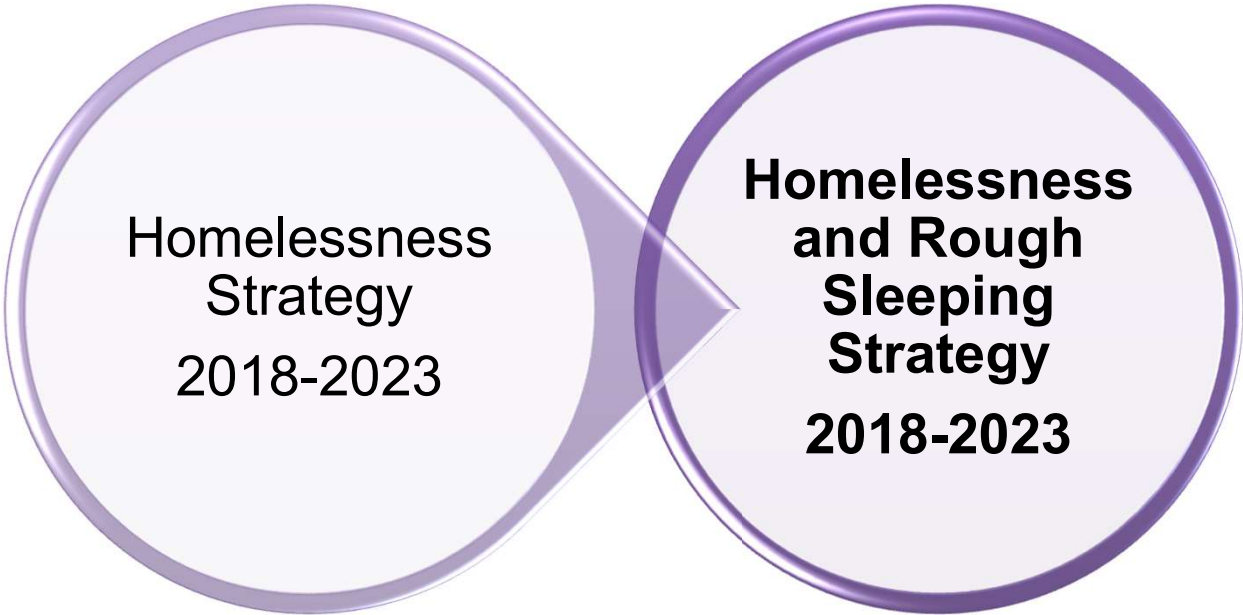 Homelessness
Strategy
2018-2023
Homelessness
and Rough
Sleeping
Strategy
2018-2023